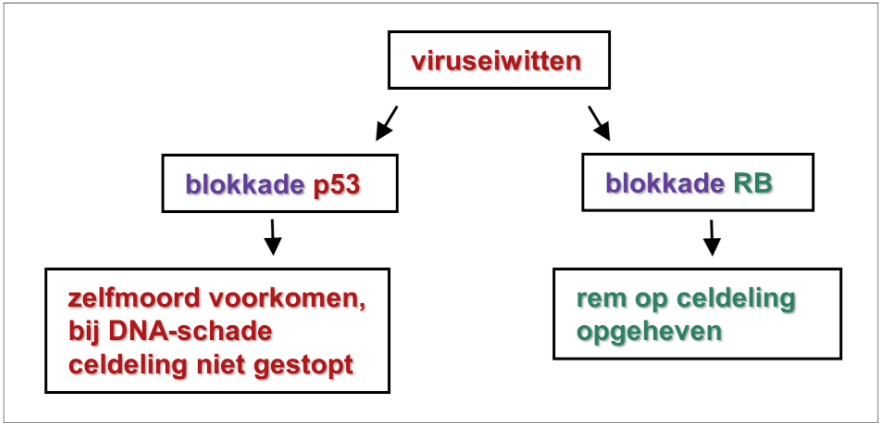 viruseiwitten
blokkade p53
blokkade RB
zelfmoord voorkomen,
bij DNA-schade
celdeling niet gestopt
rem op celdeling
opgeheven